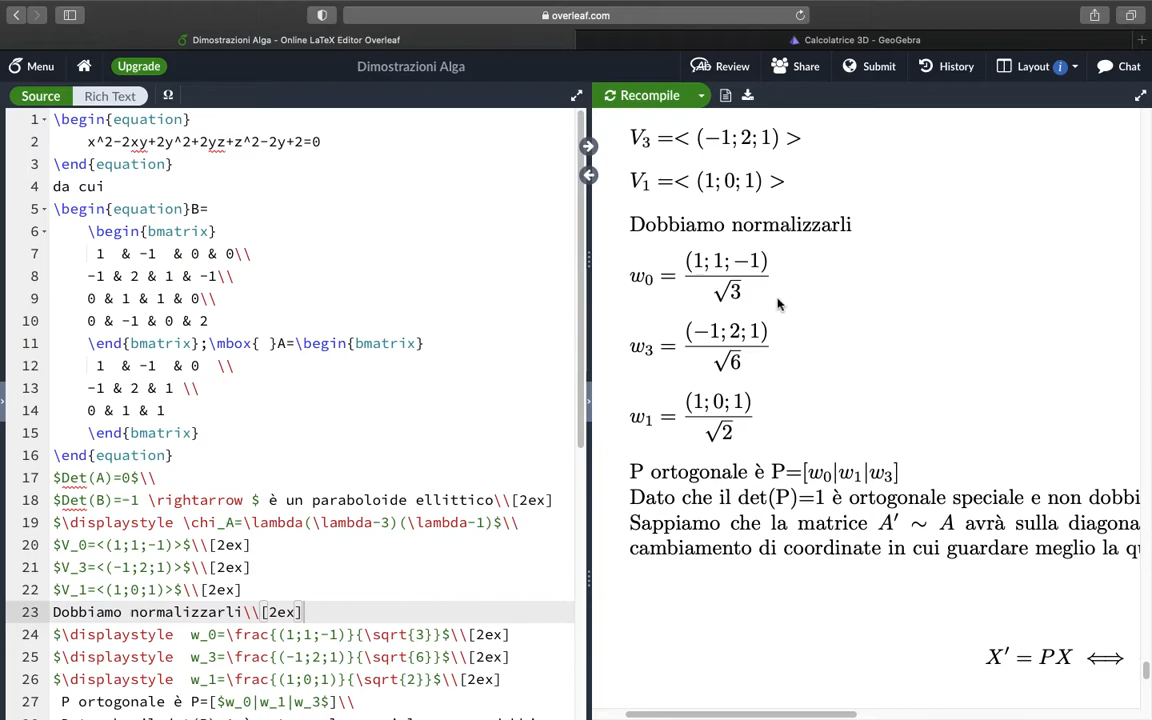 overleaf.com
Dimostrazioni Alga - Online LaTeX Editor Overleaf
Calcolatrice 3D - GeoGebra
Menu
Upgrade
Dimostrazioni Alga
Review
Share
Submit
History
Layout
Chat
Source
Rich Text
Ω
Recompile
1 \begin{equation}
2 x^2-2xy+2y^2+2yz+z^2-2y+2=0
3 \end{equation}
4 da cui
5 \begin{equation}B=
6 \begin{bmatrix}
7 1 & -1 & 0 & 0\\
8 -1 & 2 & 1 & -1\\
9 0 & 1 & 1 & 0\\
10 0 & -1 & 0 & 2
11 \end{bmatrix};\mbox{ }A=\begin{bmatrix}
12 1 & -1 & 0 \\
13 -1 & 2 & 1 \\
14 0 & 1 & 1
15 \end{bmatrix}
16 \end{equation}
17 $Det(A)=0$\\
18 $Det(B)=-1 \rightarrow $ è un paraboloide ellittico\\[2ex]
19 $\displaystyle \chi_A=\lambda(\lambda-3)(\lambda-1)$\\
20 $V_0=<(1;1;-1)>$\\[2ex]
21 $V_3=<(-1;2;1)>$\\[2ex]
22 $V_1=<(1;0;1)>$\\[2ex]
23 Dobbiamo normalizzarli\\[2ex]
24 $\displaystyle w_0=\frac{(1;1;-1)}{\sqrt{3}}$\\[2ex]
25 $\displaystyle w_3=\frac{(-1;2;1)}{\sqrt{6}}$\\[2ex]
26 $\displaystyle w_1=\frac{(1;0;1)}{\sqrt{2}}$\\[2ex]
27 P ortogonale è P=[$w_0|w_1|w_3$]\\
V₃ =< (−1; 2; 1) >
V₁ =< (1; 0; 1) >
Dobbiamo normalizzarli
w₀ = (1; 1; −1) / √3
w₃ = (−1; 2; 1) / √6
w₁ = (1; 0; 1) / √2
P ortogonale è P=[w₀|w₁|w₃]
Dato che il det(P)=1 è ortogonale speciale e non dobbi
Sappiamo che la matrice A′ ∼ A avrà sulla diagona
cambiamento di coordinate in cui guardare meglio la qu
X′ = PX ⟺